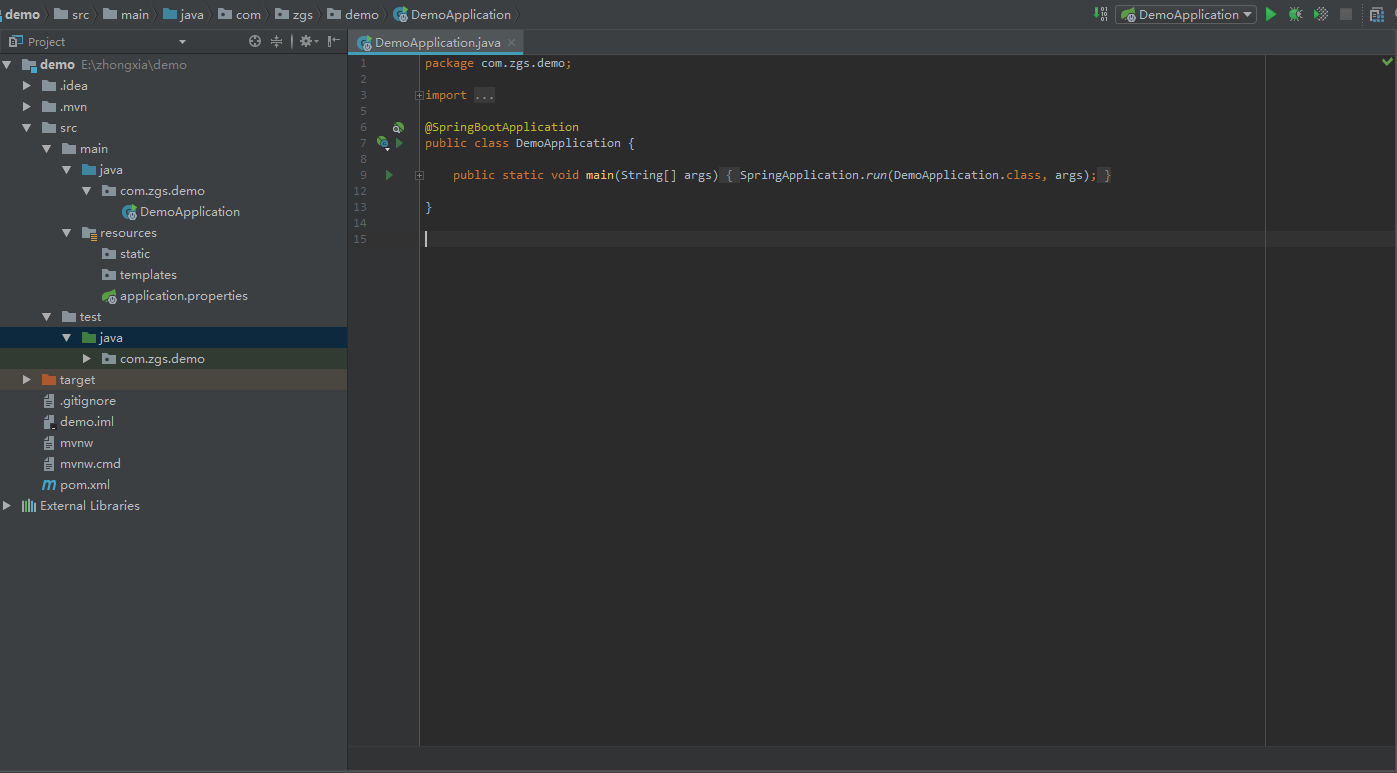 demo src main java com zgs demo DemoApplication
DemoApplication
Project
DemoApplication.java
demo E:\zhongxia\demo
.idea
.mvn
src
main
java
com.zgs.demo
DemoApplication
resources
static
templates
application.properties
test
java
com.zgs.demo
target
.gitignore
demo.iml
mvnw
mvnw.cmd
pom.xml
External Libraries
1 package com.zgs.demo;
2
3 import ...
5
6 @SpringBootApplication
7 public class DemoApplication {
8
9 public static void main(String[] args) { SpringApplication.run(DemoApplication.class, args); }
12
13 }
14
15